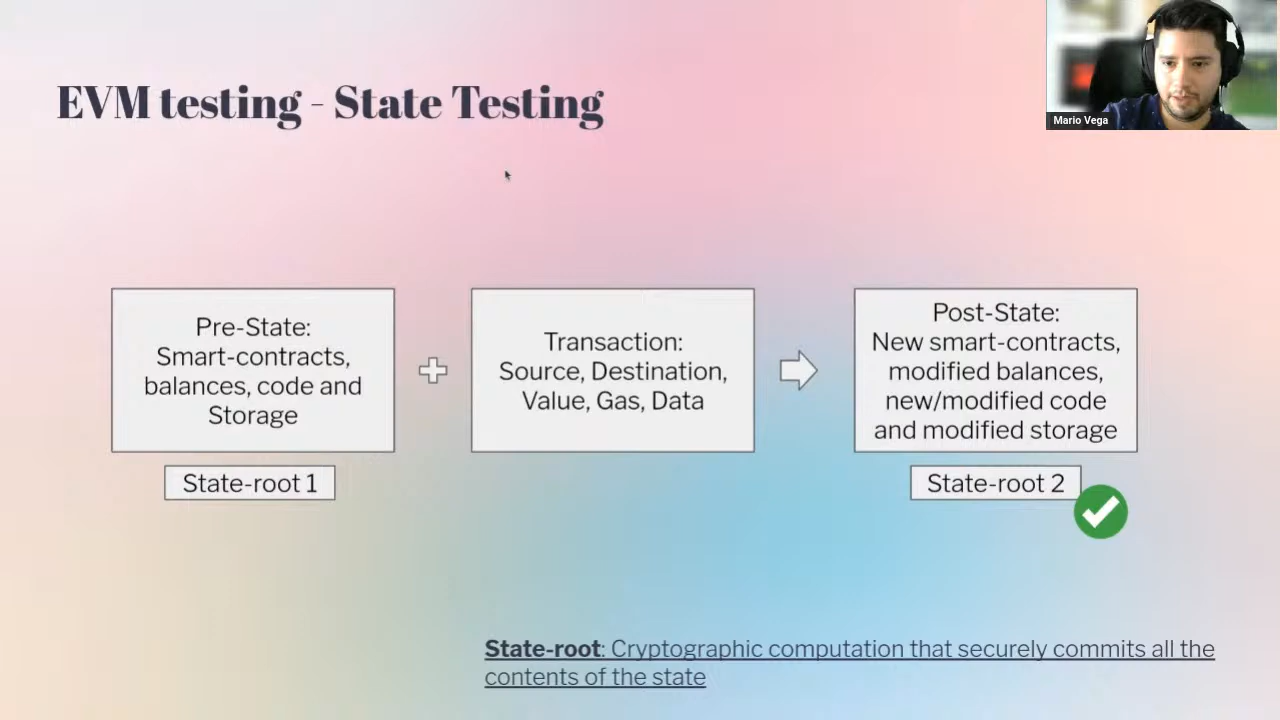 EVM testing - State Testing
Mario Vega
Pre-State:
Smart-contracts,
balances, code and
Storage
State-root 1
Transaction:
Source, Destination,
Value, Gas, Data
Post-State:
New smart-contracts,
modified balances,
new/modified code
and modified storage
State-root 2
State-root: Cryptographic computation that securely commits all the
contents of the state